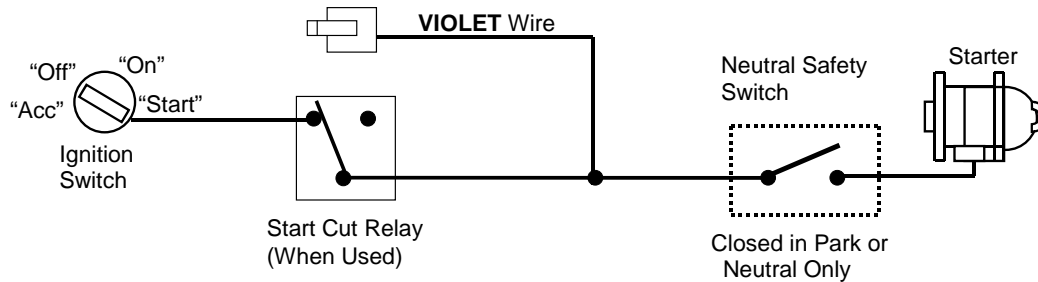 VIOLET Wire
“Off”
“On”
“Acc”
“Start”
Ignition
Switch
Start Cut Relay
(When Used)
Neutral Safety
Switch
Closed in Park or
Neutral Only
Starter